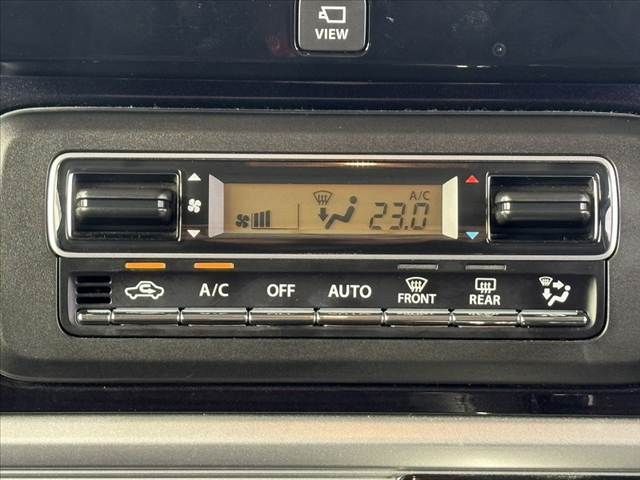 VIEW
A/C
23.0
A/C OFF AUTO FRONT REAR